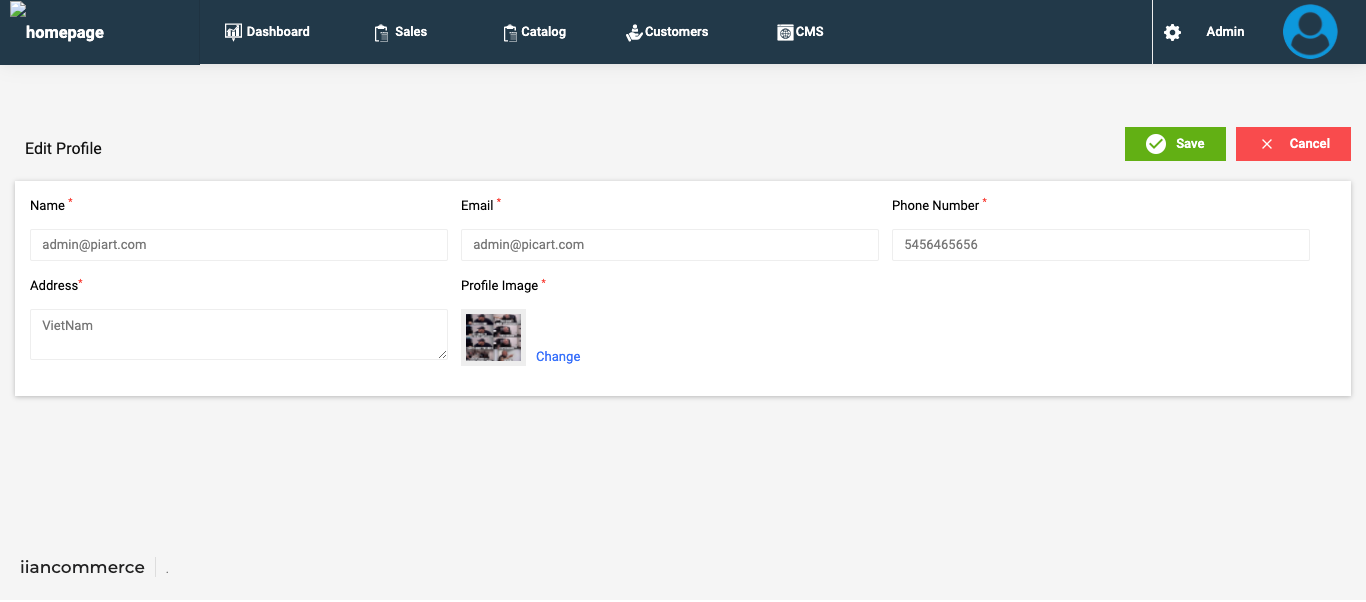 homepage
Dashboard
Sales
Catalog
Customers
CMS
Admin
Edit Profile
Save
Cancel
Name *
Email *
Phone Number *
admin@piart.com
admin@picart.com
5456465656
Address*
Profile Image *
VietNam
Change
iiancommerce
.